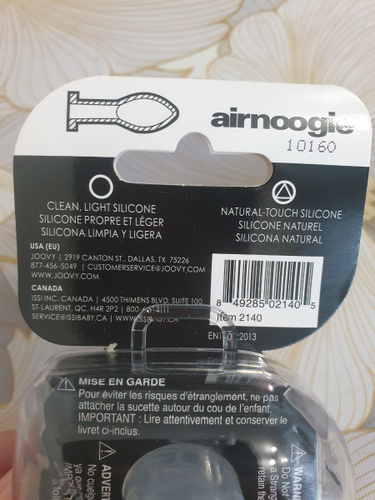 airnoogie
10160
CLEAN, LIGHT SILICONE
SILICONE PROPRE ET LÉGER
SILICONA LIMPIA Y LIGERA
NATURAL-TOUCH SILICONE
SILICONE NATUREL
SILICONA NATURAL
USA (EU)
JOOVY | 2919 CANTON ST., DALLAS, TX 75226
877-456-5049 | CUSTOMERSERVICE@JOOVY.COM
WWW.JOOVY.COM
CANADA
ISSI INC. CANADA | 4500 THIMENS BLVD, SUITE 100
ST-LAURENT, QC, H4R 2P2 | 800-
SERVICE@ISSIBABY.CA |
8 49285 02140 5
Item 2140
:2013
MISE EN GARDE
Pour éviter les risques d'étranglement, ne pas
attacher la sucette autour du cou de l'enfant.
IMPORTANT : Lire attentivement et conserver le
livret ci-inclus.